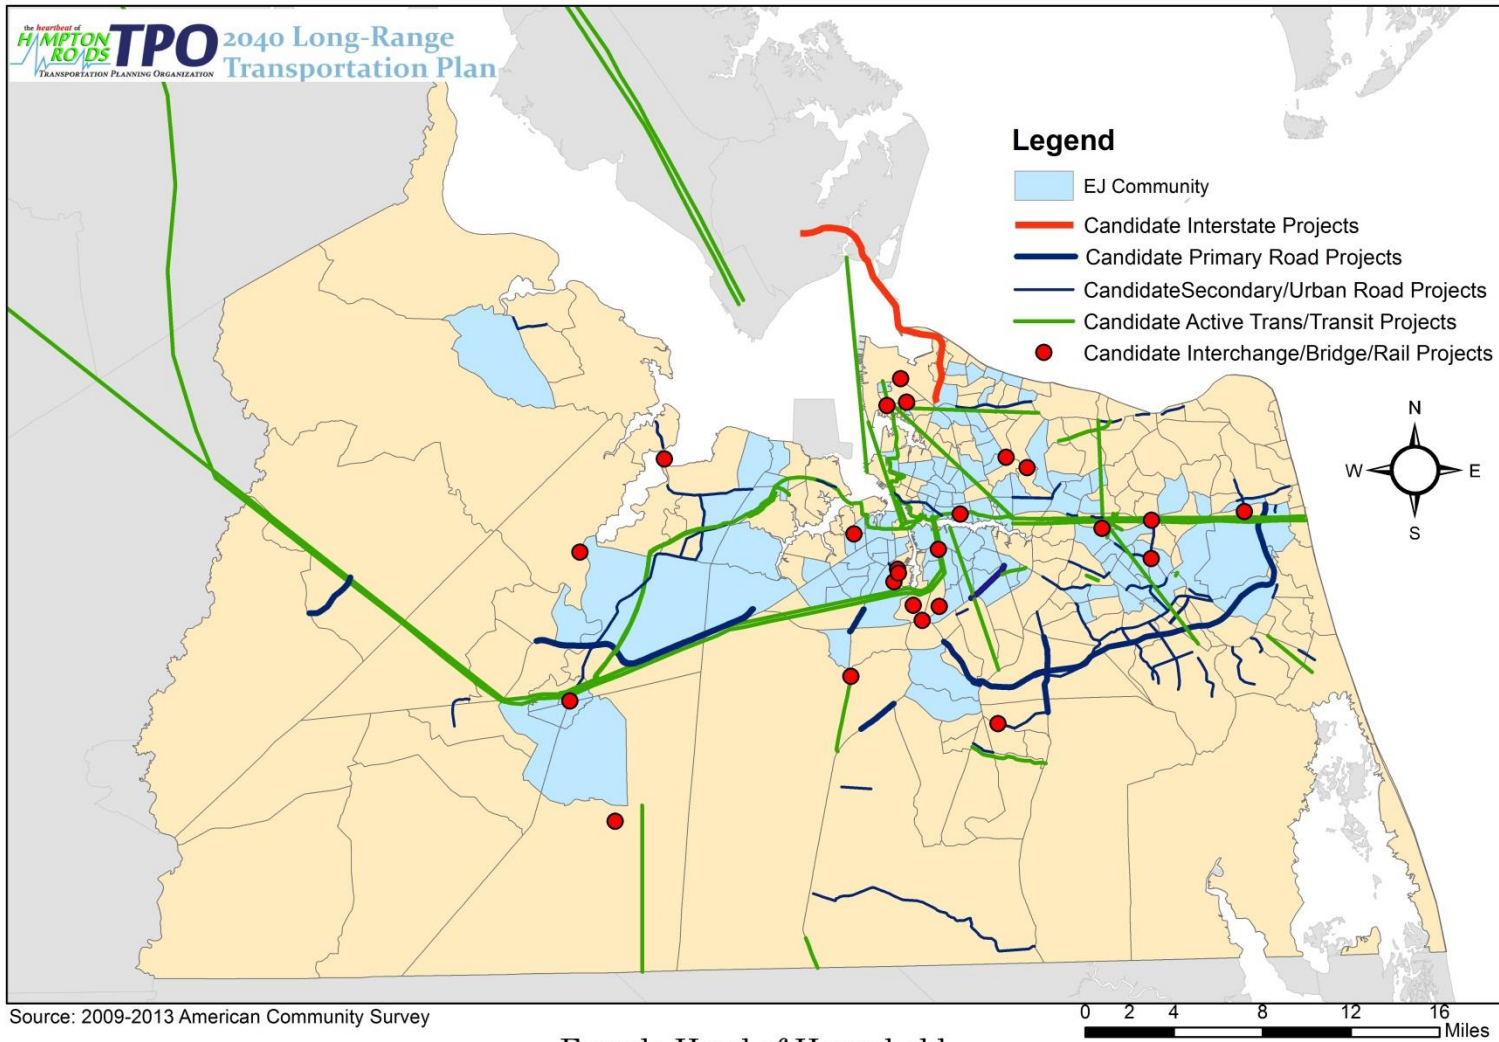 the heartbeat of
HAMPTON
ROADS
TPO
TRANSPORTATION PLANNING ORGANIZATION
2040 Long-Range
Transportation Plan
Legend
EJ Community
Candidate Interstate Projects
Candidate Primary Road Projects
CandidateSecondary/Urban Road Projects
Candidate Active Trans/Transit Projects
Candidate Interchange/Bridge/Rail Projects
N
W E
S
Source: 2009-2013 American Community Survey
0 2 4 8 12 16
Miles